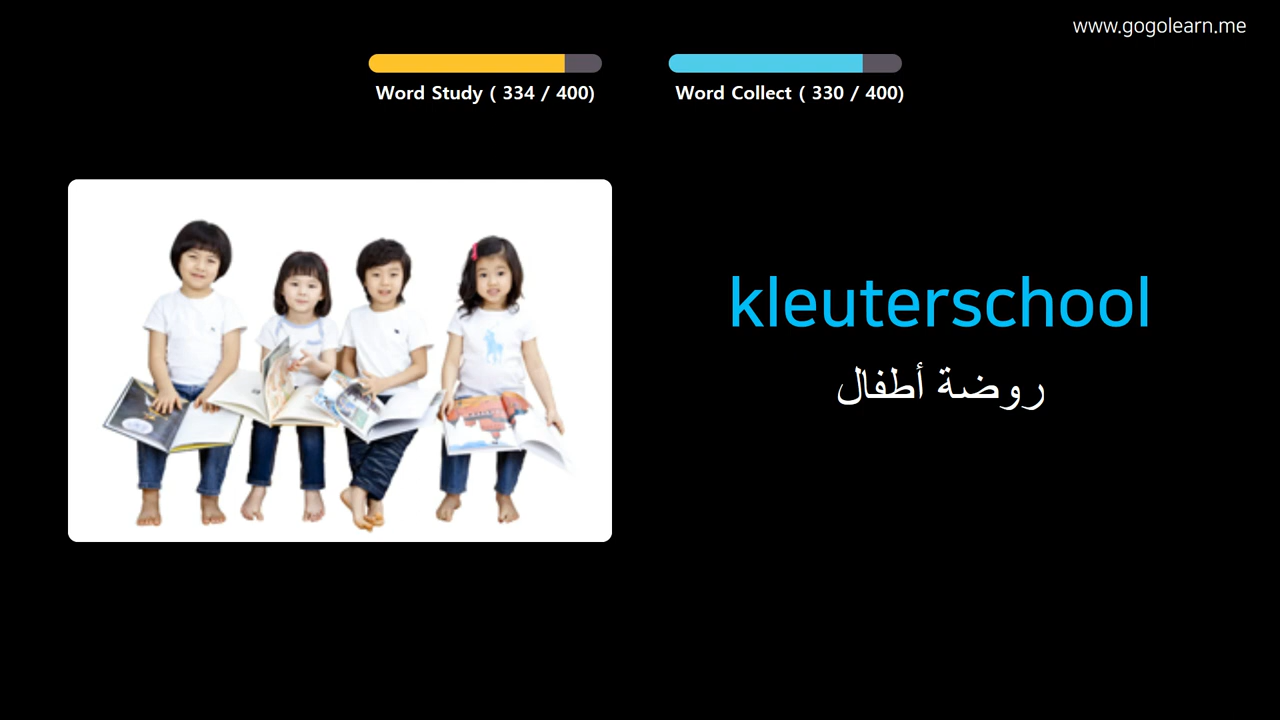 www.gogolearn.me
Word Study ( 334 / 400)
Word Collect ( 330 / 400)
kleuterschool
روضة أطفال